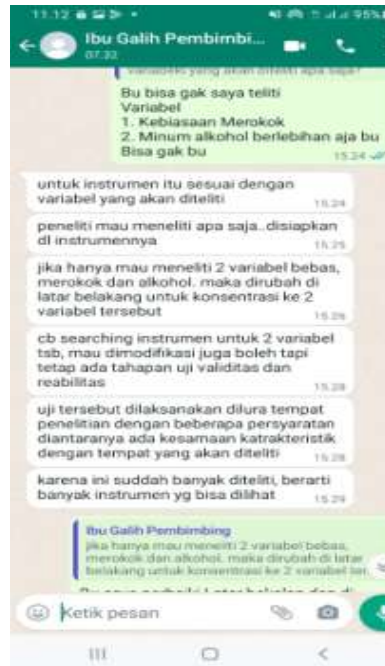 11.12
95%
Ibu Galih Pembimbi...
07.32
variabelı yang akan diteliti apa saja?
Bu bisa gak saya teliti
Variabel
1. Kebiasaan Merokok
2. Minum alkohol berlebihan aja bu
Bisa gak bu
15.24
untuk instrumen itu sesuai dengan
variabel yang akan diteliti
15.24
peneliti mau meneliti apa saja..disiapkan
dl instrumennya
15.25
jika hanya mau meneliti 2 variabel bebas,
merokok dan alkohol. maka dirubah di
latar belakang untuk konsentrasi ke 2
variabel tersebut
15.26
cb searching instrumen untuk 2 variabel
tsb, mau dimodifikasi juga boleh tapi
tetap ada tahapan uji validitas dan
reabilitas
15.28
uji tersebut dilaksanakan dilura tempat
penelitian dengan beberapa persyaratan
diantaranya ada kesamaan katrakteristik
dengan tempat yang akan diteliti
15.28
karena ini suddah banyak diteliti, berarti
banyak instrumen yg bisa dilihat
15.29
Ibu Galih Pembimbing
jika hanya mau meneliti 2 variabel bebas,
merokok dan alkohol. maka dirubah di latar
belakang untuk konsentrasi ke 2 variabel
Ketik pesan